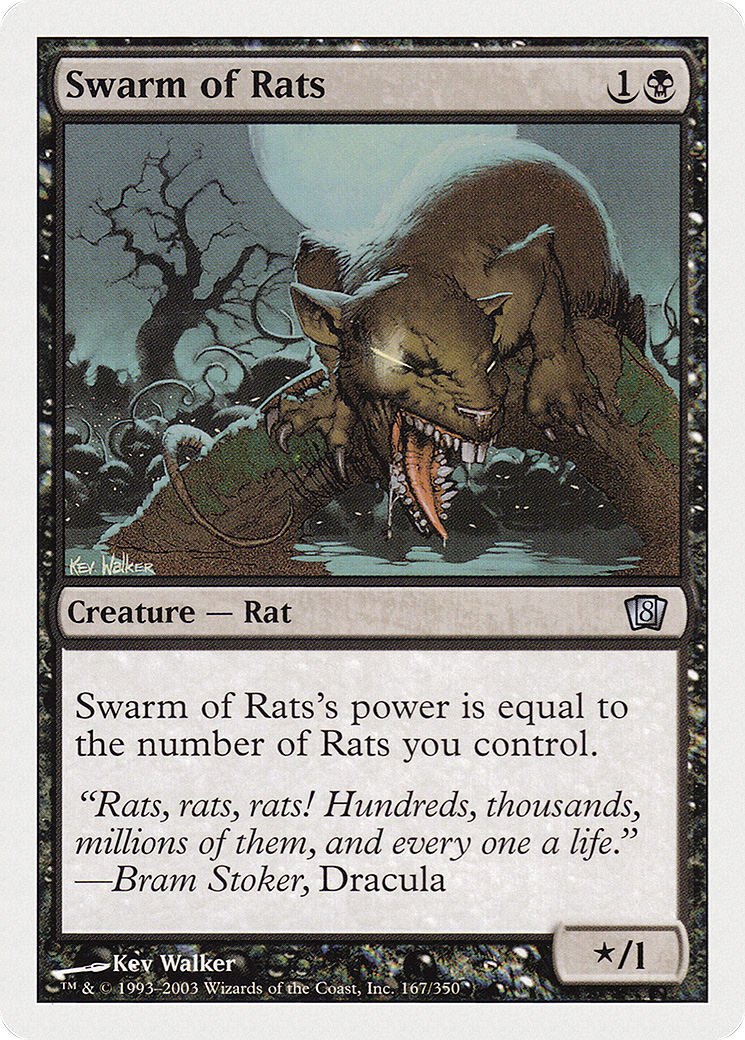 Swarm of Rats 1
KEV WALKER
Creature — Rat 8
Swarm of Rats's power is equal to
the number of Rats you control.
“Rats, rats, rats! Hundreds, thousands,
millions of them, and every one a life.”
—Bram Stoker, Dracula
★/1
Kev Walker
™ & © 1993–2003 Wizards of the Coast, Inc. 167/350